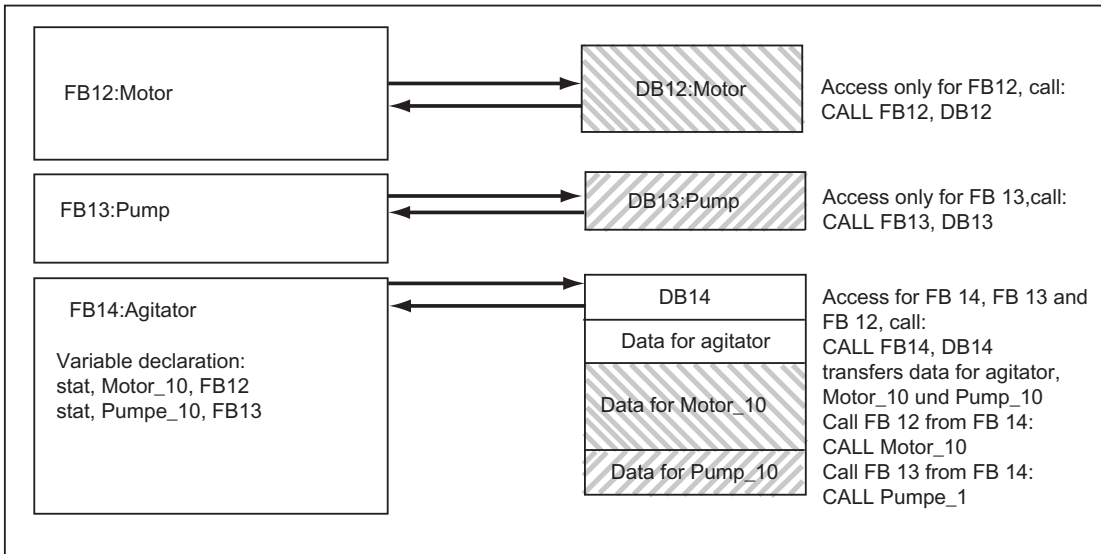 FB12:Motor
DB12:Motor
Access only for FB12, call:
CALL FB12, DB12
FB13:Pump
DB13:Pump
Access only for FB 13,call:
CALL FB13, DB13
FB14:Agitator
Variable declaration:
stat, Motor_10, FB12
stat, Pumpe_10, FB13
DB14
Data for agitator
Data for Motor_10
Data for Pump_10
Access for FB 14, FB 13 and
FB 12, call:
CALL FB14, DB14
transfers data for agitator,
Motor_10 und Pump_10
Call FB 12 from FB 14:
CALL Motor_10
Call FB 13 from FB 14:
CALL Pumpe_1